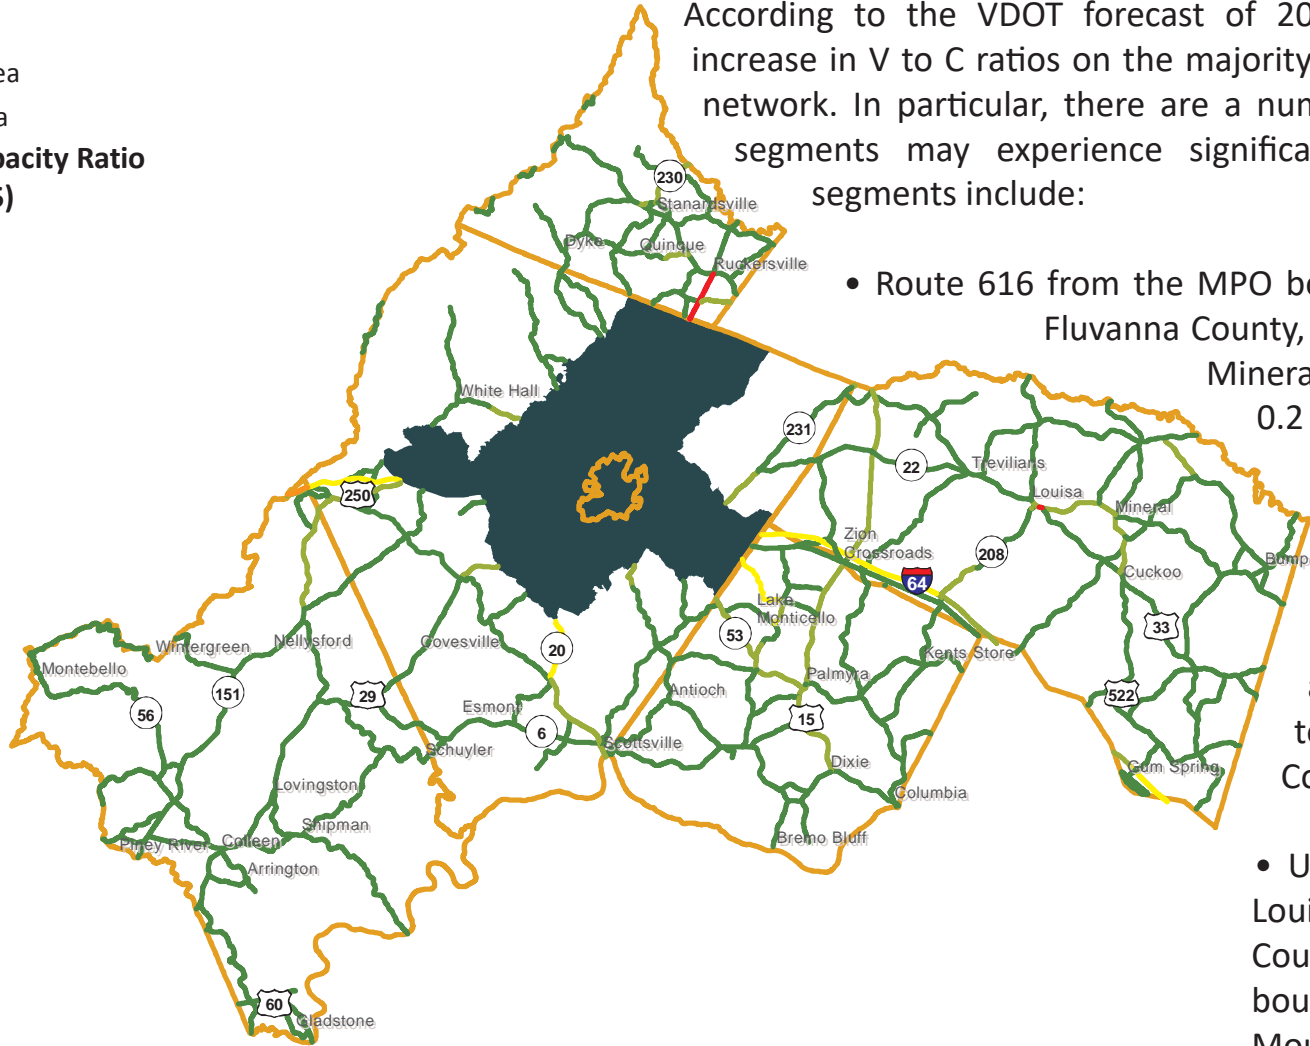 ea
a
pacity Ratio
5)
According to the VDOT forecast of 20
increase in V to C ratios on the majority
network. In particular, there are a num
segments may experience significa
segments include:
• Route 616 from the MPO bo
Fluvanna County,
Minera
0.2
230
Stanardsville
Dyke
Quinque
Ruckersville
White Hall
231
22
Trevilians
250
Louisa
Mineral
Zion
Crossroads
208
Bump
64
Cuckoo
Lake
Monticello
33
53
Wintergreen
Nellysford
Covesville
20
Kents Store
Montebello
Palmyra
151
29
Antioch
522
56
Esmont
15
6
Scottsville
Schuyler
Dixie
Gum Spring
Lovingston
Columbia
Shipman
Bremo Bluff
Piney River
Colleen
Arrington
60
Gladstone
to
Co
• U
Loui
Cou
bou
Mou